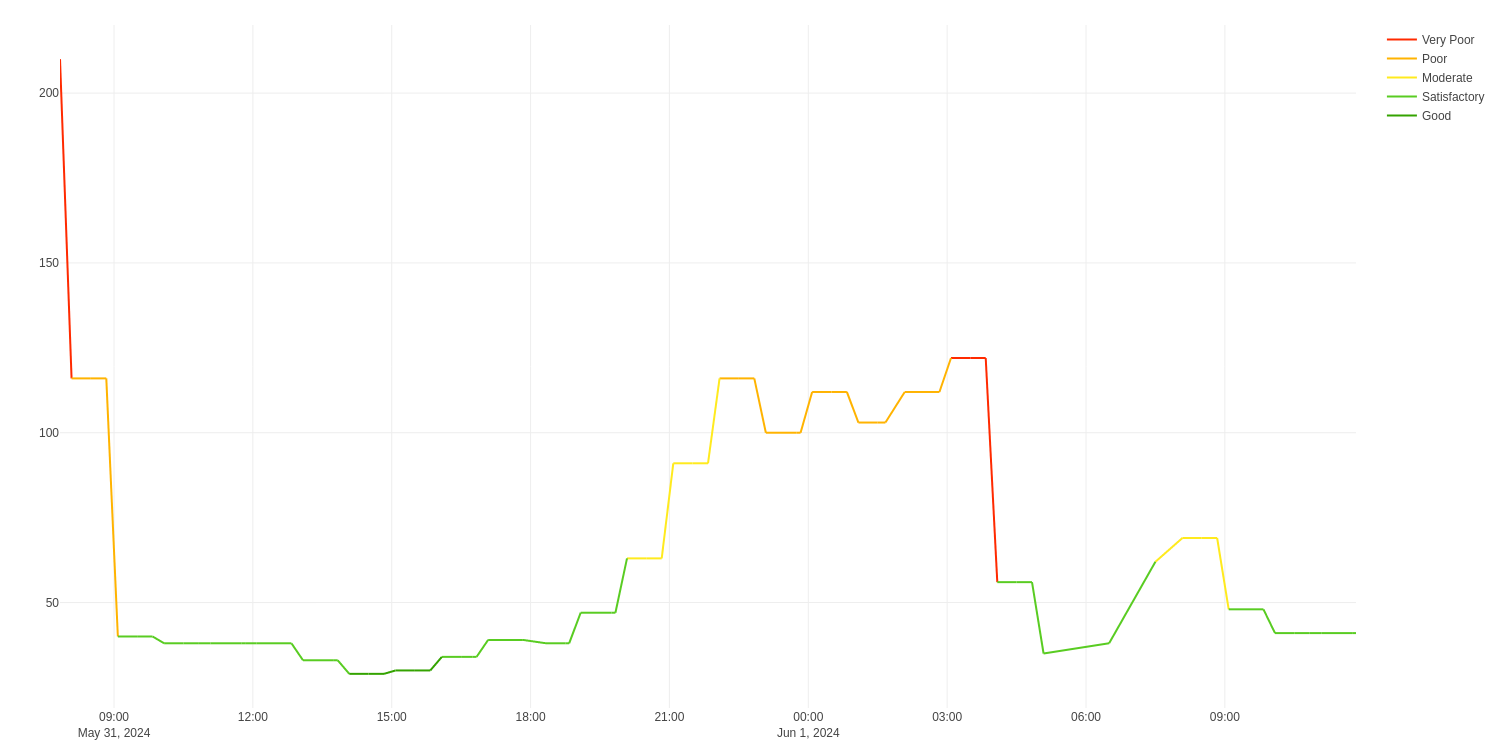 200
150
100
50
09:00
May 31, 2024
12:00
15:00
18:00
21:00
00:00
Jun 1, 2024
03:00
06:00
09:00
Very Poor
Poor
Moderate
Satisfactory
Good